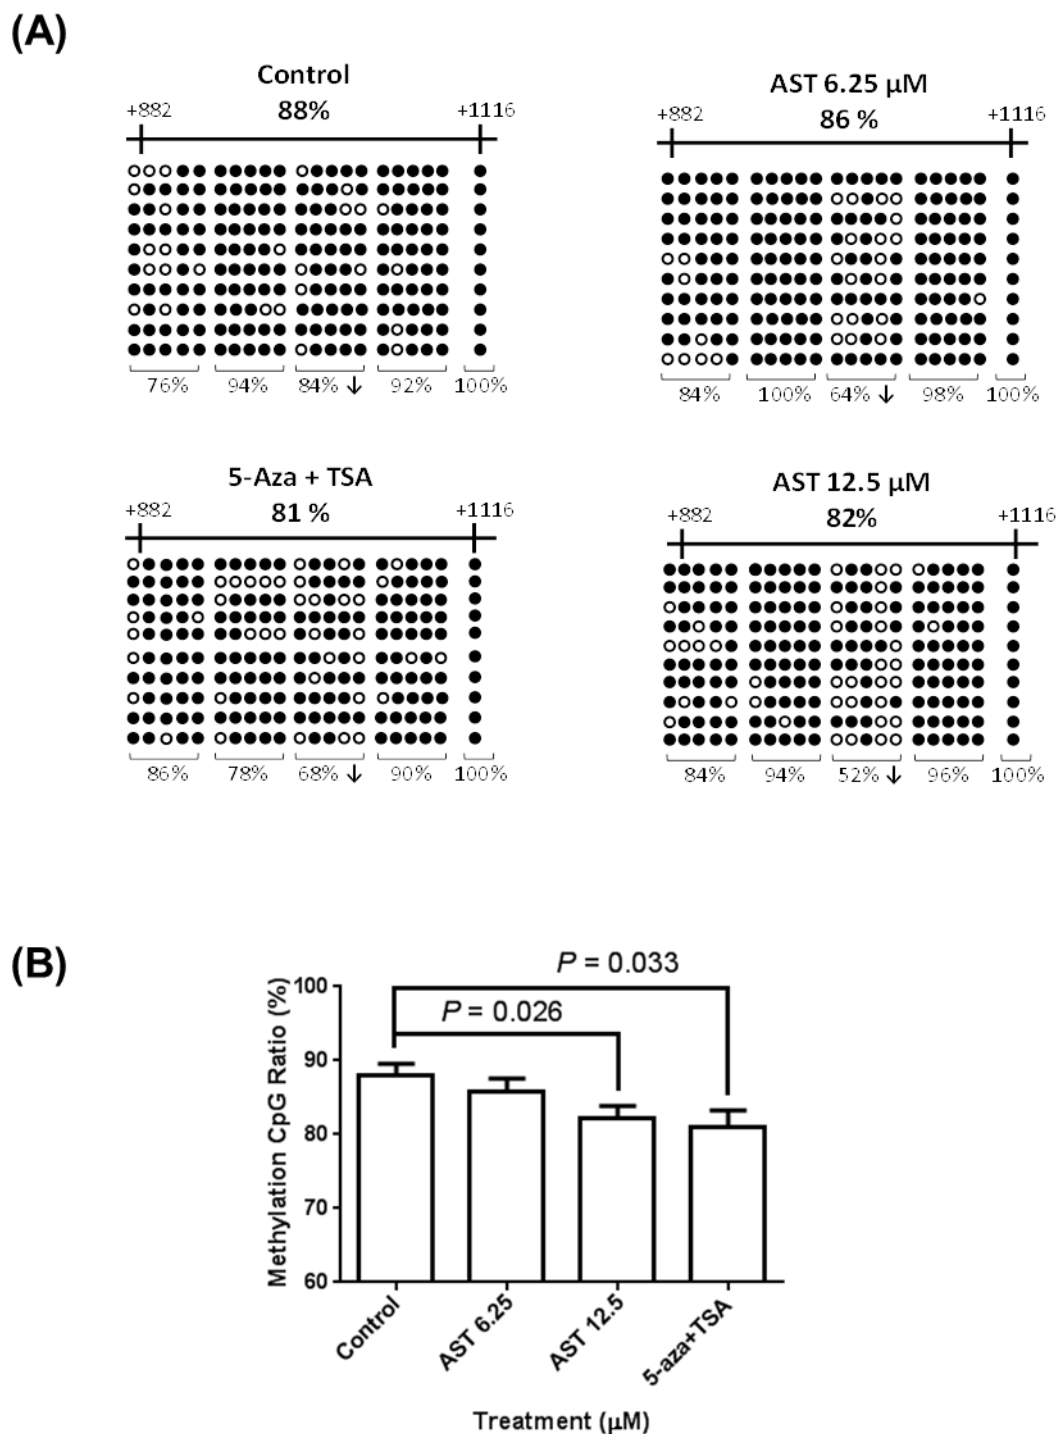 (A)
Control
88%
+882
+1116
76%
94%
84%
92%
100%
AST 6.25 µM
86 %
+882
+1116
84%
100%
64%
98%
100%
5-Aza + TSA
81 %
+882
+1116
86%
78%
68%
90%
100%
AST 12.5 µM
82%
+882
+1116
84%
94%
52%
96%
100%
(B)
P = 0.033
P = 0.026
Methylation CpG Ratio (%)
100
90
80
70
60
Control
AST 6.25
AST 12.5
5-aza+TSA
Treatment (µM)